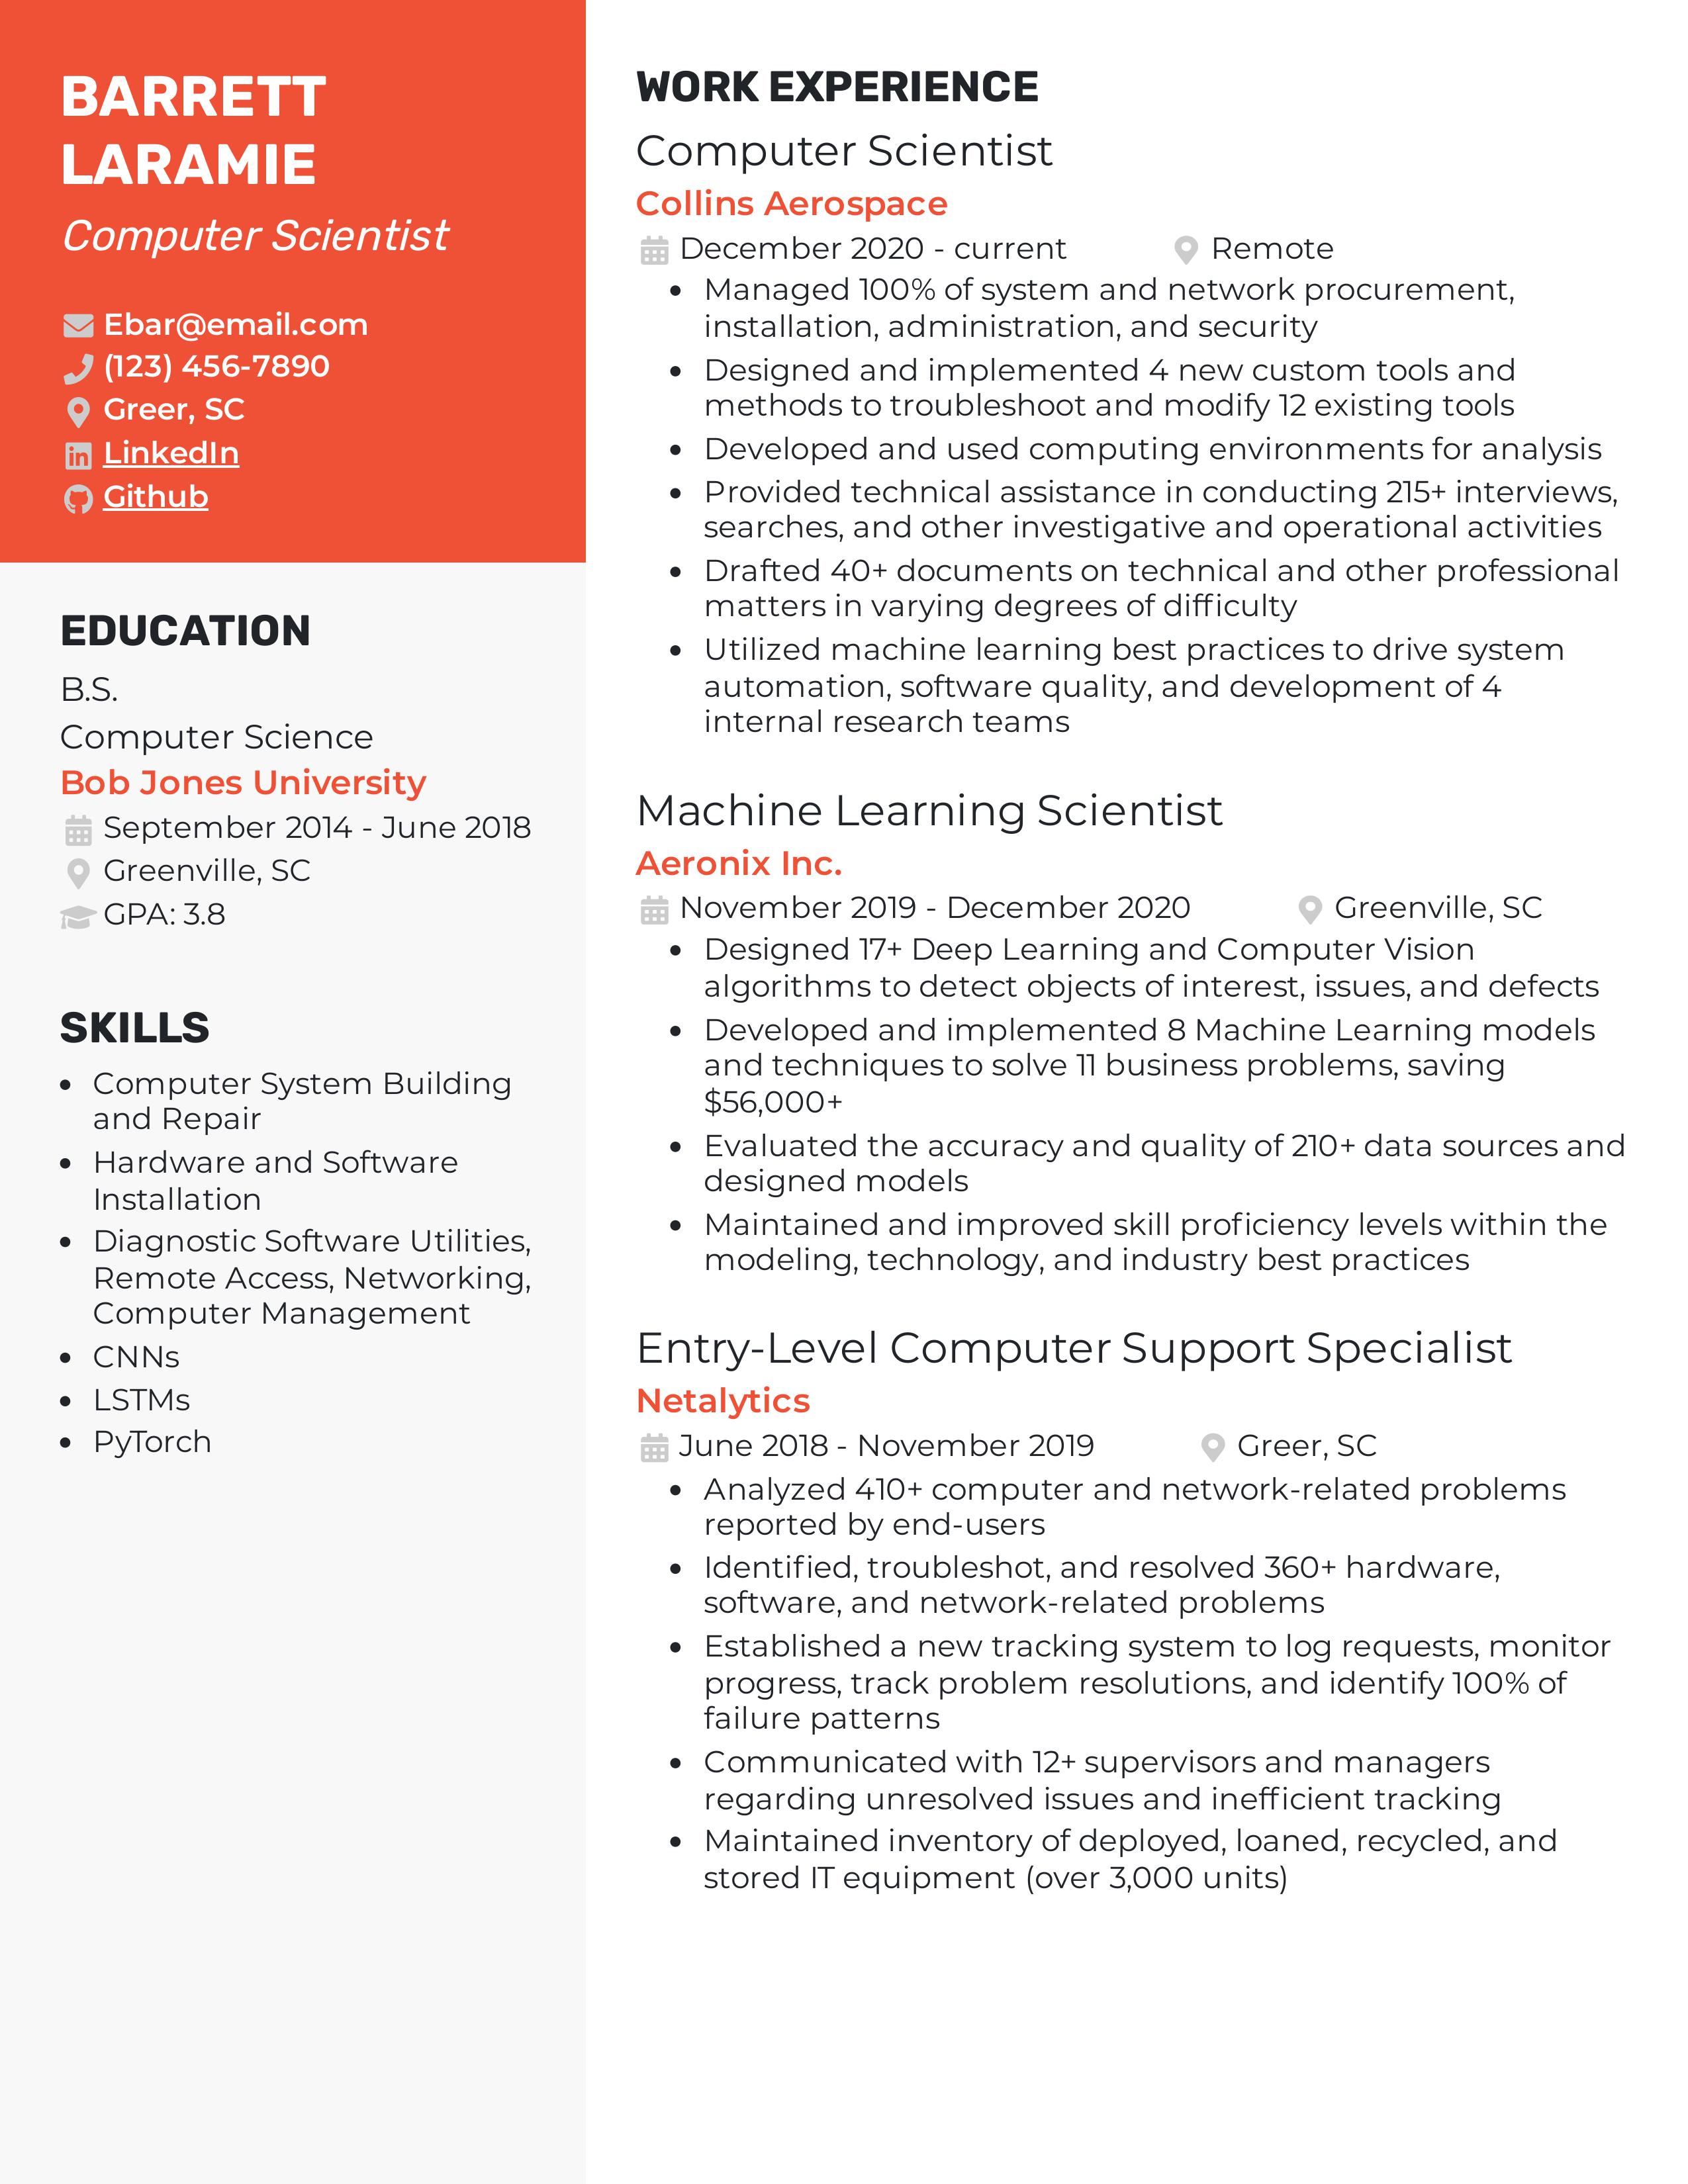 BARRETT
LARAMIE
Computer Scientist
Ebar@email.com
(123) 456-7890
Greer, SC
LinkedIn
Github
EDUCATION
B.S.
Computer Science
Bob Jones University
September 2014 - June 2018
Greenville, SC
GPA: 3.8
SKILLS
• Computer System Building
and Repair
• Hardware and Software
Installation
• Diagnostic Software Utilities,
Remote Access, Networking,
Computer Management
• CNNs
• LSTMs
• PyTorch
WORK EXPERIENCE
Computer Scientist
Collins Aerospace
December 2020 - current Remote
• Managed 100% of system and network procurement,
installation, administration, and security
• Designed and implemented 4 new custom tools and
methods to troubleshoot and modify 12 existing tools
• Developed and used computing environments for analysis
• Provided technical assistance in conducting 215+ interviews,
searches, and other investigative and operational activities
• Drafted 40+ documents on technical and other professional
matters in varying degrees of difficulty
• Utilized machine learning best practices to drive system
automation, software quality, and development of 4
internal research teams
Machine Learning Scientist
Aeronix Inc.
November 2019 - December 2020 Greenville, SC
• Designed 17+ Deep Learning and Computer Vision
algorithms to detect objects of interest, issues, and defects
• Developed and implemented 8 Machine Learning models
and techniques to solve 11 business problems, saving
$56,000+
• Evaluated the accuracy and quality of 210+ data sources and
designed models
• Maintained and improved skill proficiency levels within the
modeling, technology, and industry best practices
Entry-Level Computer Support Specialist
Netalytics
June 2018 - November 2019 Greer, SC
• Analyzed 410+ computer and network-related problems
reported by end-users
• Identified, troubleshot, and resolved 360+ hardware,
software, and network-related problems
• Established a new tracking system to log requests, monitor
progress, track problem resolutions, and identify 100% of
failure patterns
• Communicated with 12+ supervisors and managers
regarding unresolved issues and inefficient tracking
• Maintained inventory of deployed, loaned, recycled, and
stored IT equipment (over 3,000 units)